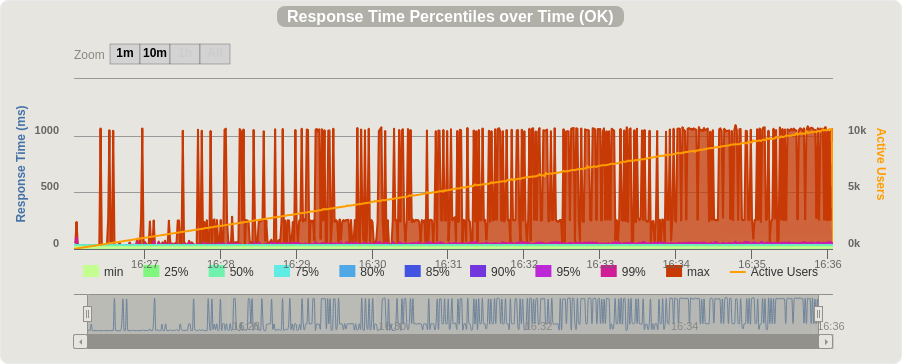 Response Time Percentiles over Time (OK)
Zoom 1m 10m 1h All
Response Time (ms)
1000
500
0
10k
5k
0k
Active Users
16:27 16:28 16:29 16:30 16:31 16:32 16:33 16:34 16:35 16:36
min 25% 50% 75% 80% 85% 90% 95% 99% max Active Users
16:28 16:30 16:32 16:34 16:36